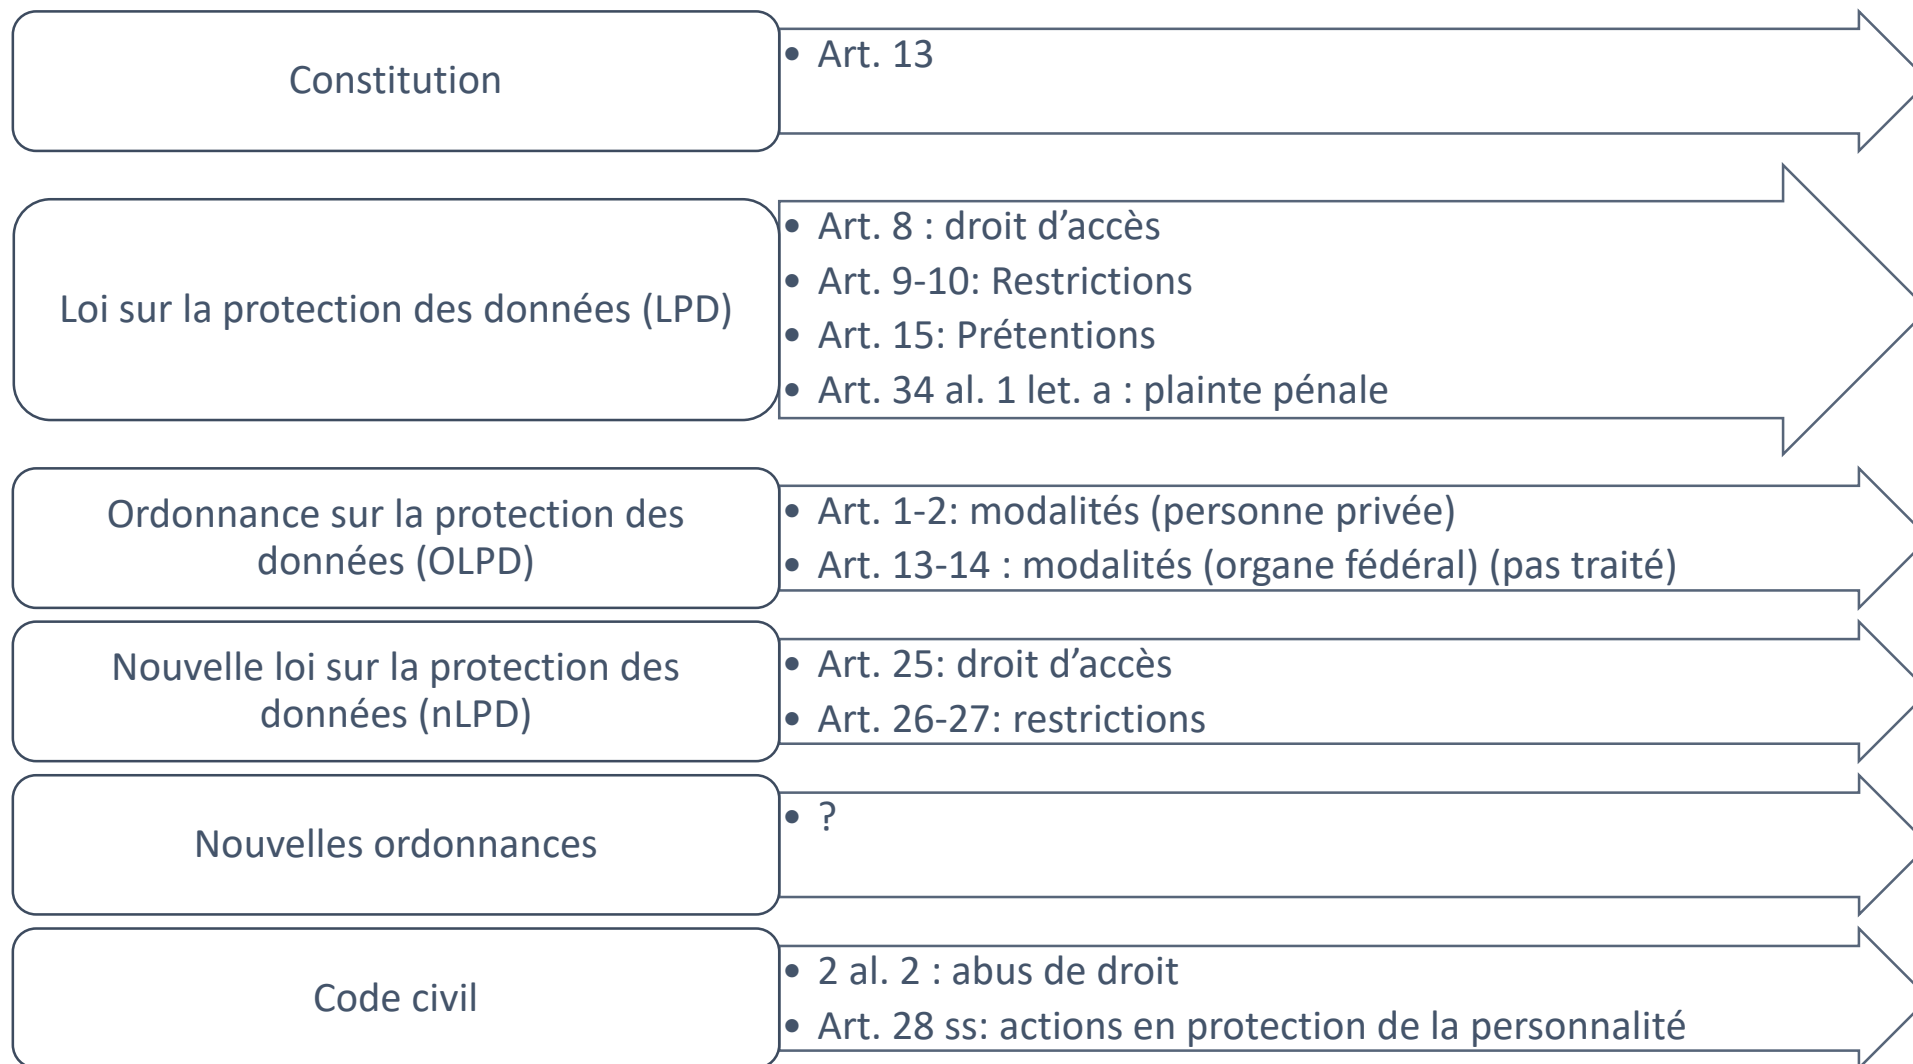 Constitution
• Art. 13
Loi sur la protection des données (LPD)
• Art. 8 : droit d’accès
• Art. 9-10: Restrictions
• Art. 15: Prétentions
• Art. 34 al. 1 let. a : plainte pénale
Ordonnance sur la protection des
données (OLPD)
• Art. 1-2: modalités (personne privée)
• Art. 13-14 : modalités (organe fédéral) (pas traité)
Nouvelle loi sur la protection des
données (nLPD)
• Art. 25: droit d’accès
• Art. 26-27: restrictions
Nouvelles ordonnances
• ?
Code civil
• 2 al. 2 : abus de droit
• Art. 28 ss: actions en protection de la personnalité